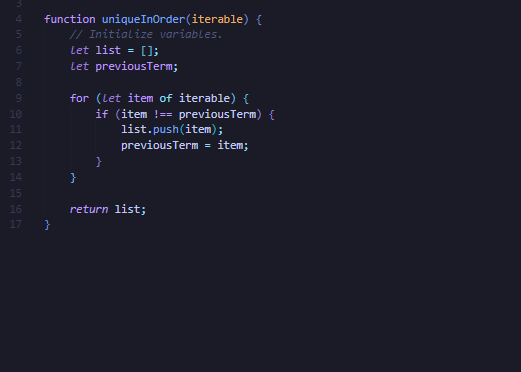 3
4 function uniqueInOrder(iterable) {
5 // Initialize variables.
6 let list = [];
7 let previousTerm;
8
9 for (let item of iterable) {
10 if (item !== previousTerm) {
11 list.push(item);
12 previousTerm = item;
13 }
14 }
15
16 return list;
17 }